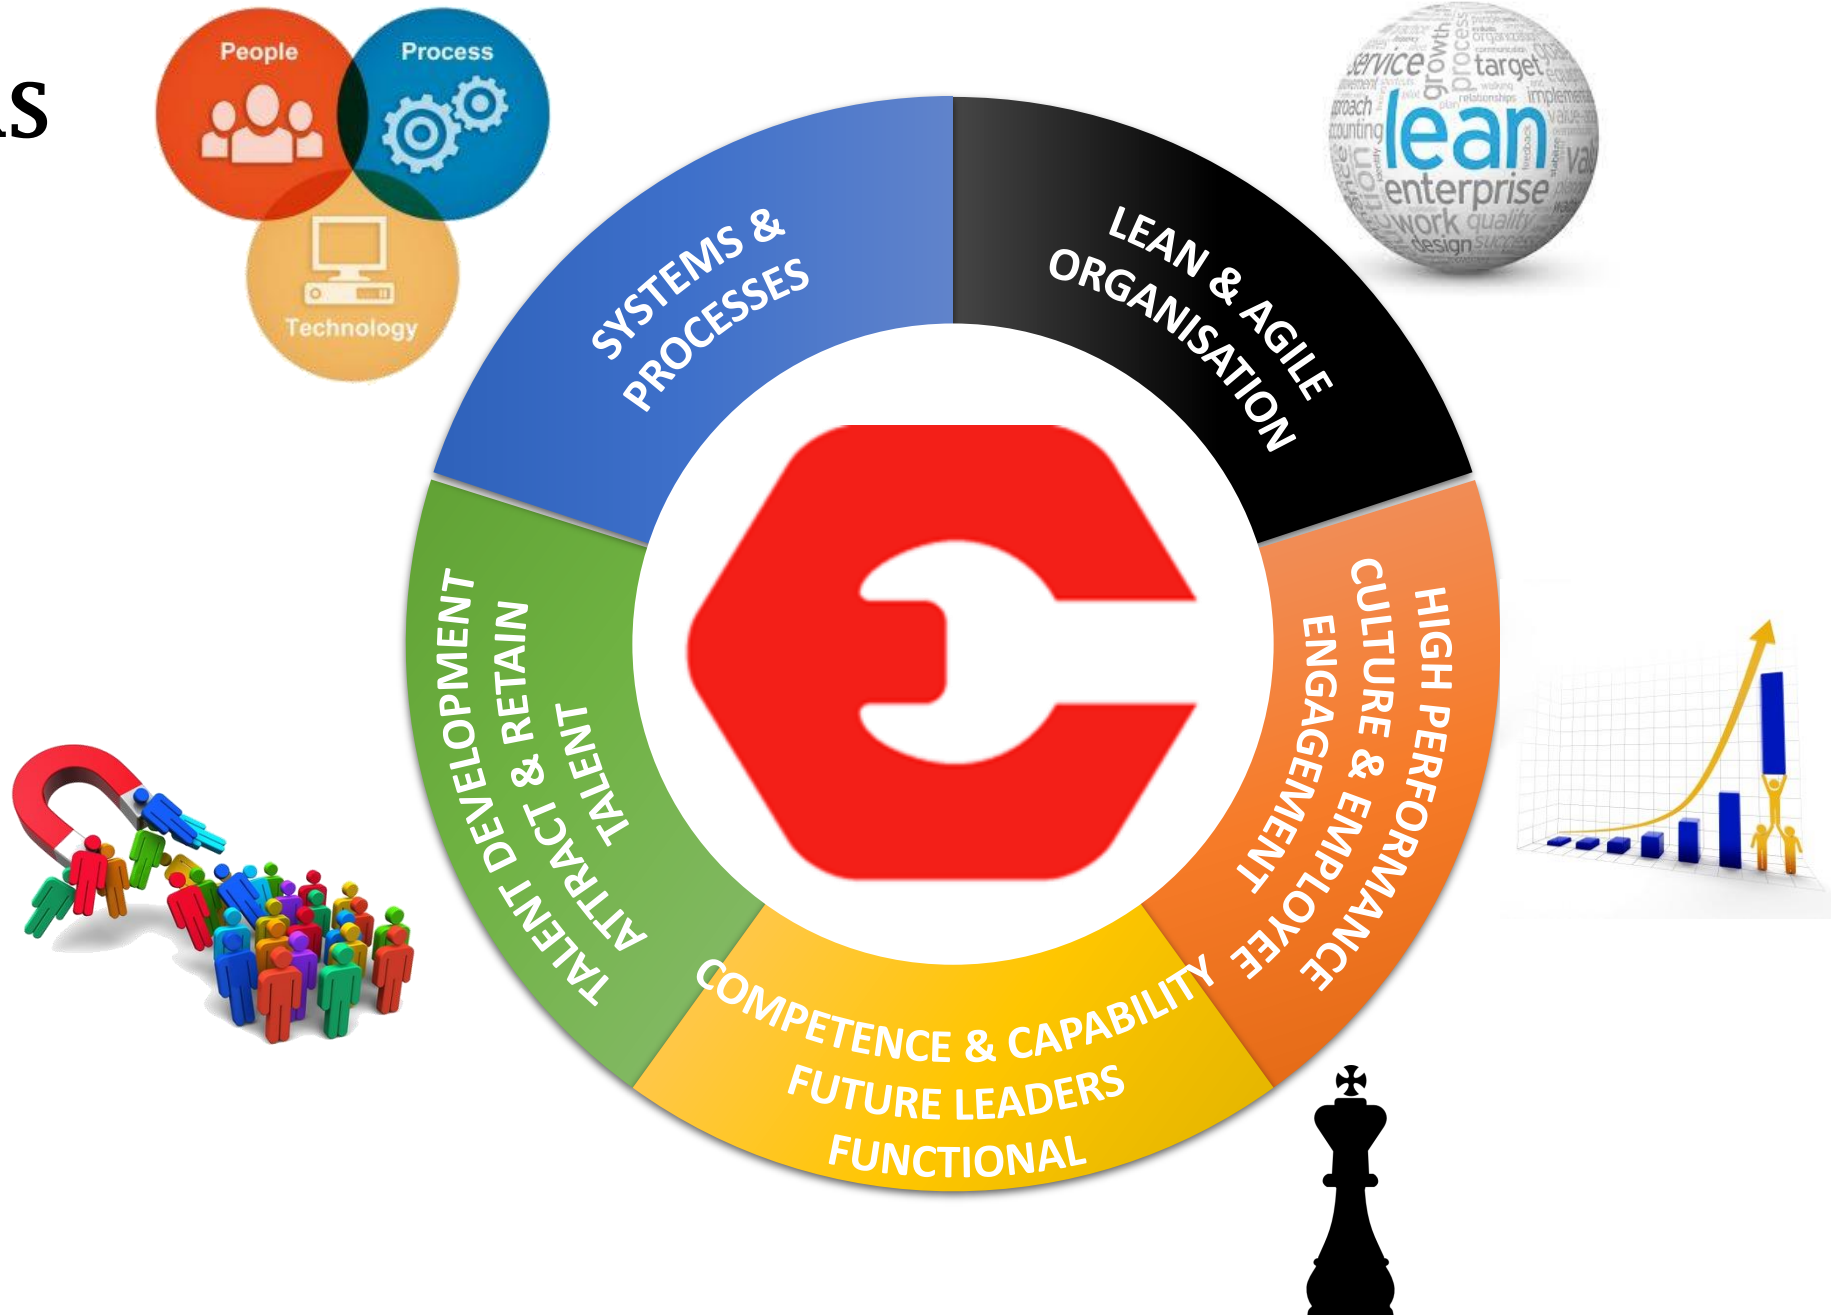 People
Process
Technology
service
growth
process
target
lean
enterprise
work quality
design
SYSTEMS &
PROCESSES
LEAN & AGILE
ORGANISATION
HIGH PERFORMANCE
CULTURE & EMPLOYEE
ENGAGEMENT
COMPETENCE & CAPABILITY
FUTURE LEADERS
FUNCTIONAL
TALENT DEVELOPMENT
ATTRACT & RETAIN
TALENT